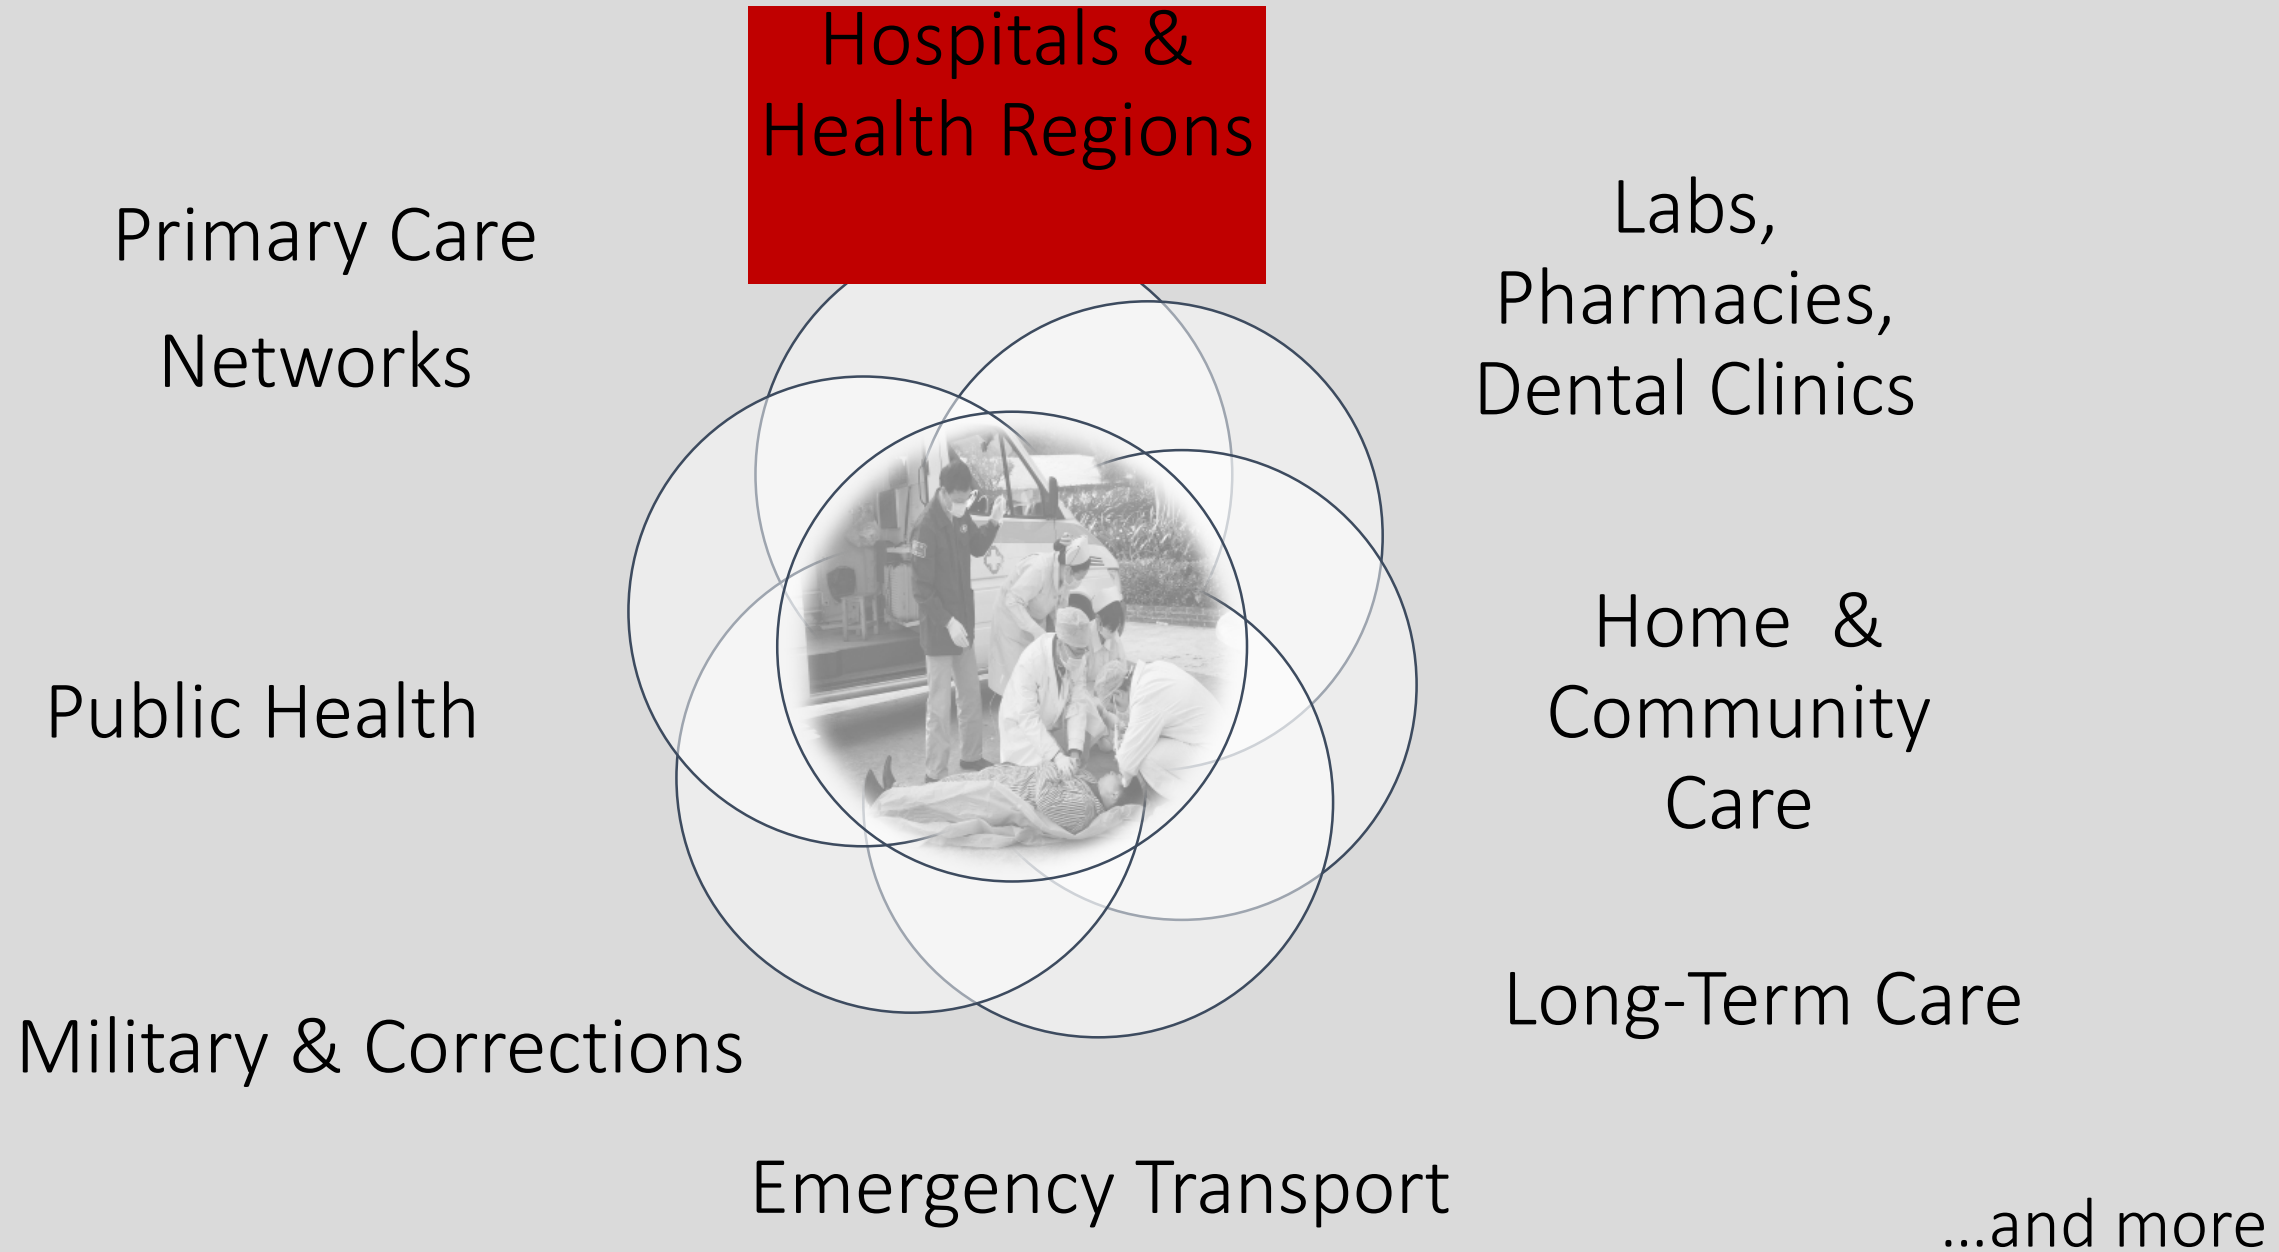 Hospitals &
Health Regions
Primary Care
Networks
Labs,
Pharmacies,
Dental Clinics
Public Health
Home  &
Community
Care
Military & Corrections
Long-Term Care
Emergency Transport
...and more